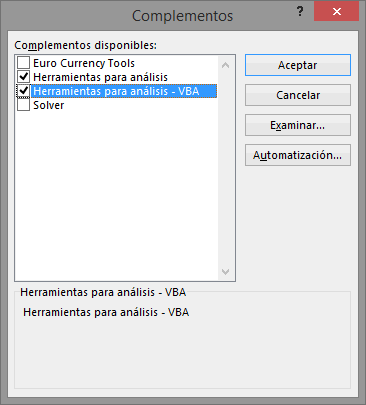 Complementos
?
Complementos disponibles:
Euro Currency Tools
Herramientas para análisis
Herramientas para análisis - VBA
Solver
Aceptar
Cancelar
Examinar...
Automatización...
Herramientas para análisis - VBA
Herramientas para análisis - VBA